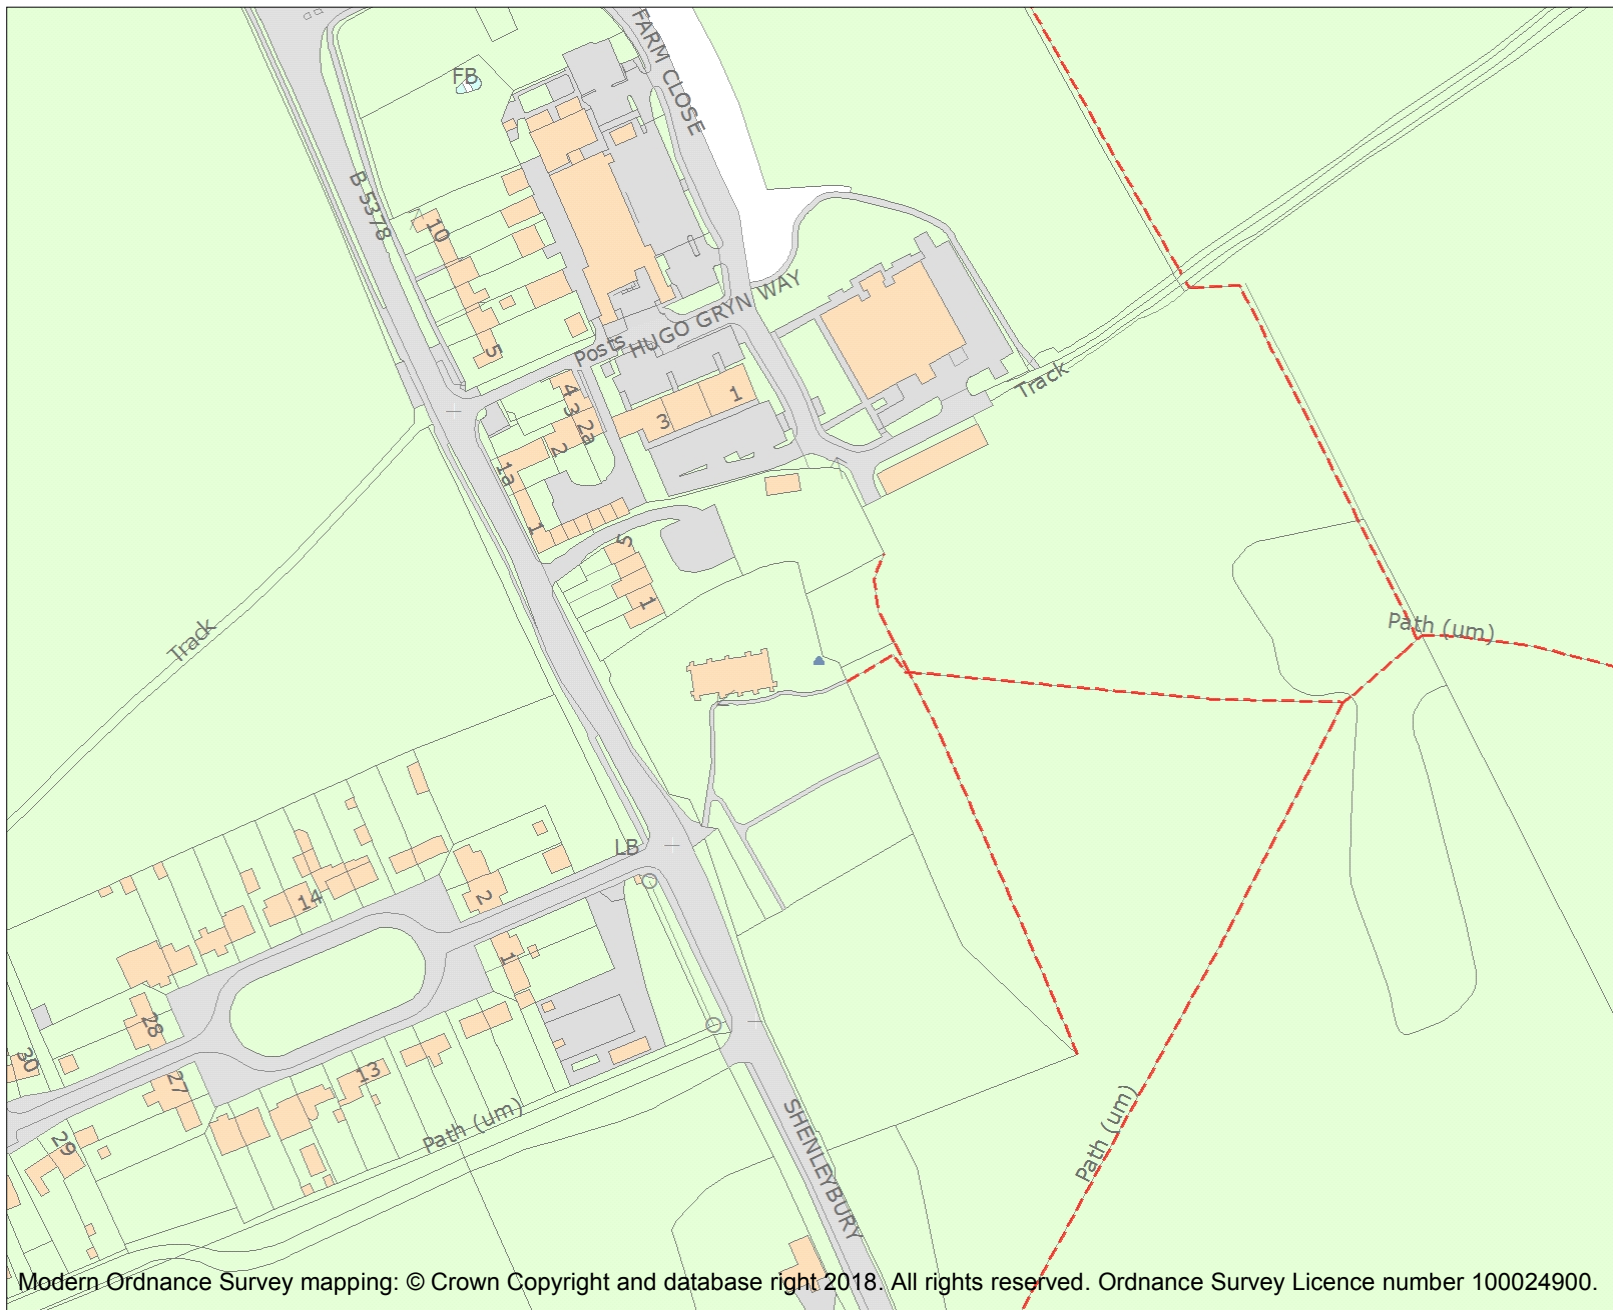 FARM CLOSE
FB
B 5378
10
HUGO GRYN WAY
Posts
5
Track
4
3
2a
1
3
2
1a
1
5
1
Path (um)
Track
LB
14
2
1
28
30
27
13
29
Path (um)
Path (um)
SHENLEYBURY
Modern Ordnance Survey mapping: © Crown Copyright and database right 2018. All rights reserved. Ordnance Survey Licence number 100024900.